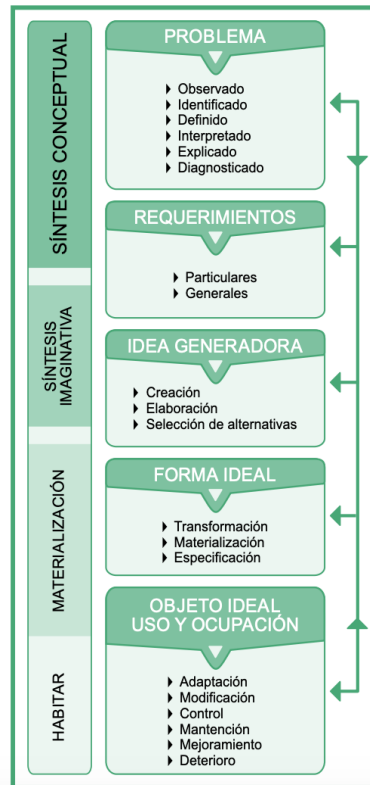 SÍNTESIS CONCEPTUAL
PROBLEMA
Observado
Identificado
Definido
Interpretado
Explicado
Diagnosticado
REQUERIMIENTOS
Particulares
Generales
SÍNTESIS
IMAGINATIVA
IDEA GENERADORA
Creación
Elaboración
Selección de alternativas
MATERIALIZACIÓN
FORMA IDEAL
Transformación
Materialización
Especificación
HABITAR
OBJETO IDEAL
USO Y OCUPACIÓN
Adaptación
Modificación
Control
Mantención
Mejoramiento
Deterioro